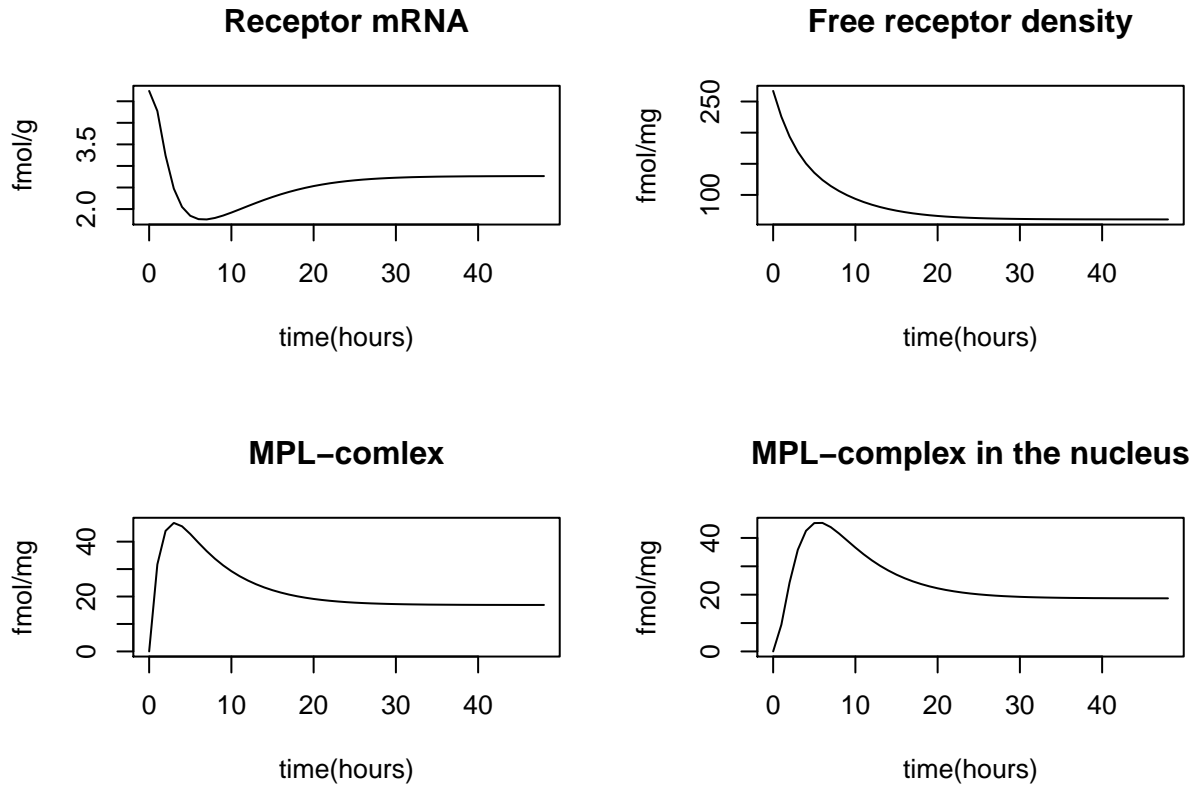 Receptor mRNA
fmol/g
2.0 3.5
0 10 20 30 40
time(hours)
Free receptor density
fmol/mg
100 250
0 10 20 30 40
time(hours)
MPL−comlex
fmol/mg
0 20 40
0 10 20 30 40
time(hours)
MPL−complex in the nucleus
fmol/mg
0 20 40
0 10 20 30 40
time(hours)